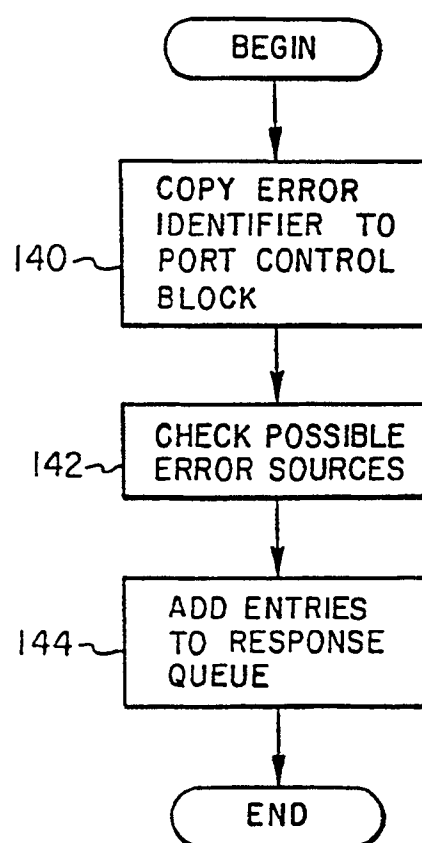 BEGIN
COPY ERROR
IDENTIFIER TO
PORT CONTROL
BLOCK
140
CHECK POSSIBLE
ERROR SOURCES
142
ADD ENTRIES
TO RESPONSE
QUEUE
144
END